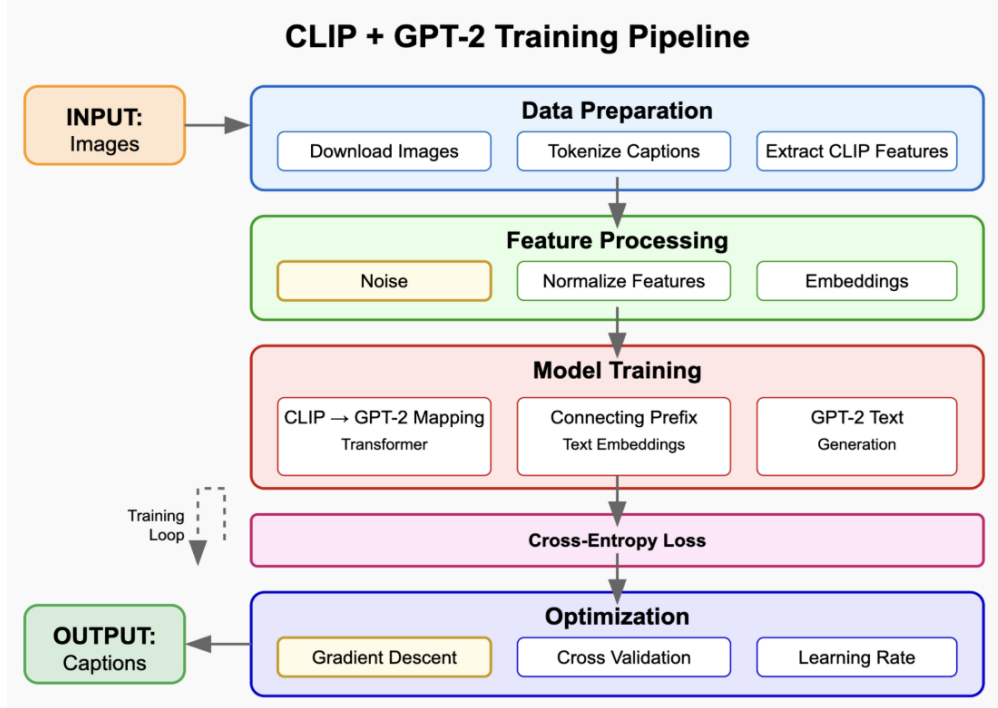 CLIP + GPT-2 Training Pipeline
INPUT:
Images
Data Preparation
Download Images
Tokenize Captions
Extract CLIP Features
Feature Processing
Noise
Normalize Features
Embeddings
Model Training
CLIP → GPT-2 Mapping
Transformer
Connecting Prefix
Text Embeddings
GPT-2 Text
Generation
Training
Loop
Cross-Entropy Loss
Optimization
Gradient Descent
Cross Validation
Learning Rate
OUTPUT:
Captions